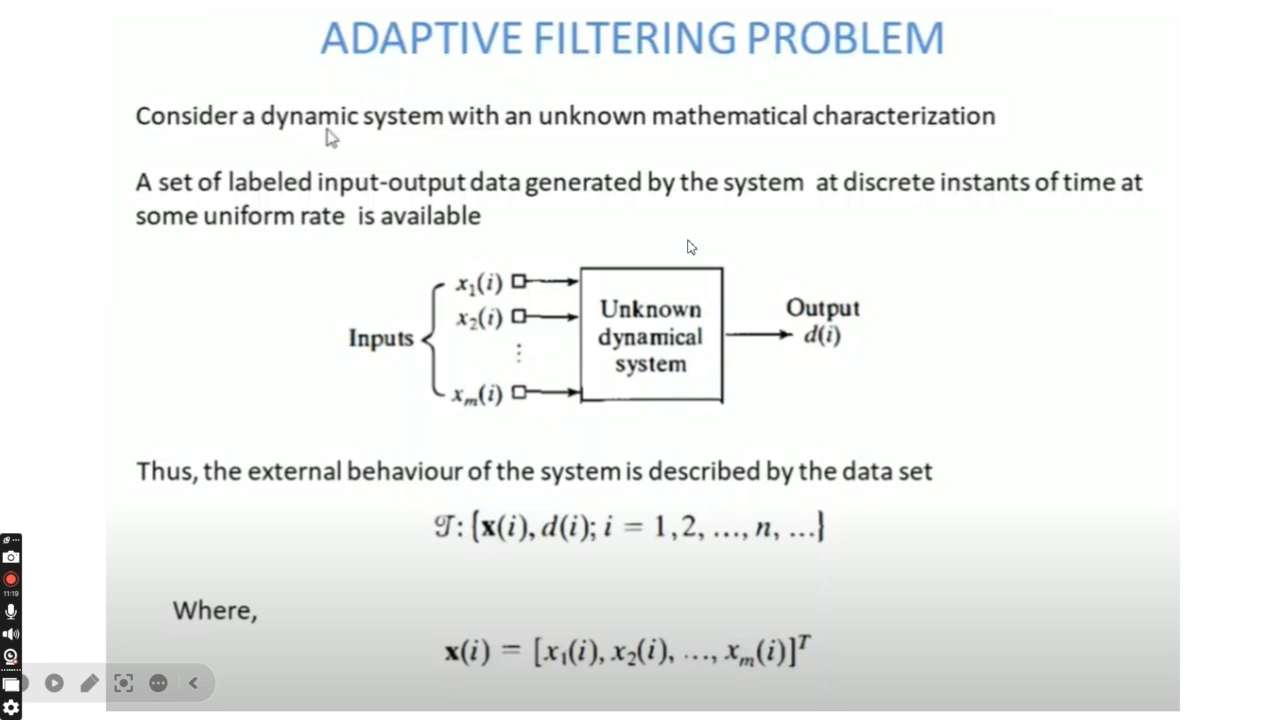 ADAPTIVE FILTERING PROBLEM
Consider a dynamic system with an unknown mathematical characterization
A set of labeled input-output data generated by the system at discrete instants of time at
some uniform rate is available
Inputs
x₁(i)
x₂(i)
⋮
xₘ(i)
Unknown
dynamical
system
Output
d(i)
Thus, the external behaviour of the system is described by the data set
𝒯: {x(i), d(i); i = 1, 2, ..., n, ...}
Where,
x(i) = [x₁(i), x₂(i), ..., xₘ(i)]ᵀ
11:19